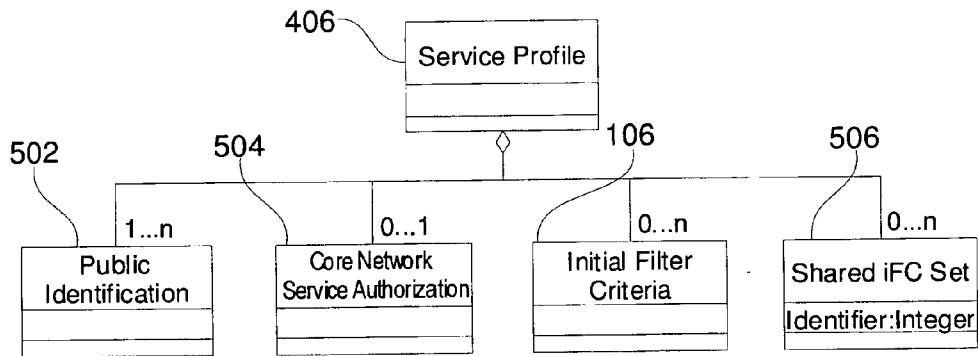 406
Service Profile
502
504
106
506
1...n
0...1
0...n
0...n
Public
Identification
Core Network
Service Authorization
Initial Filter
Criteria
Shared iFC Set
Identifier:Integer